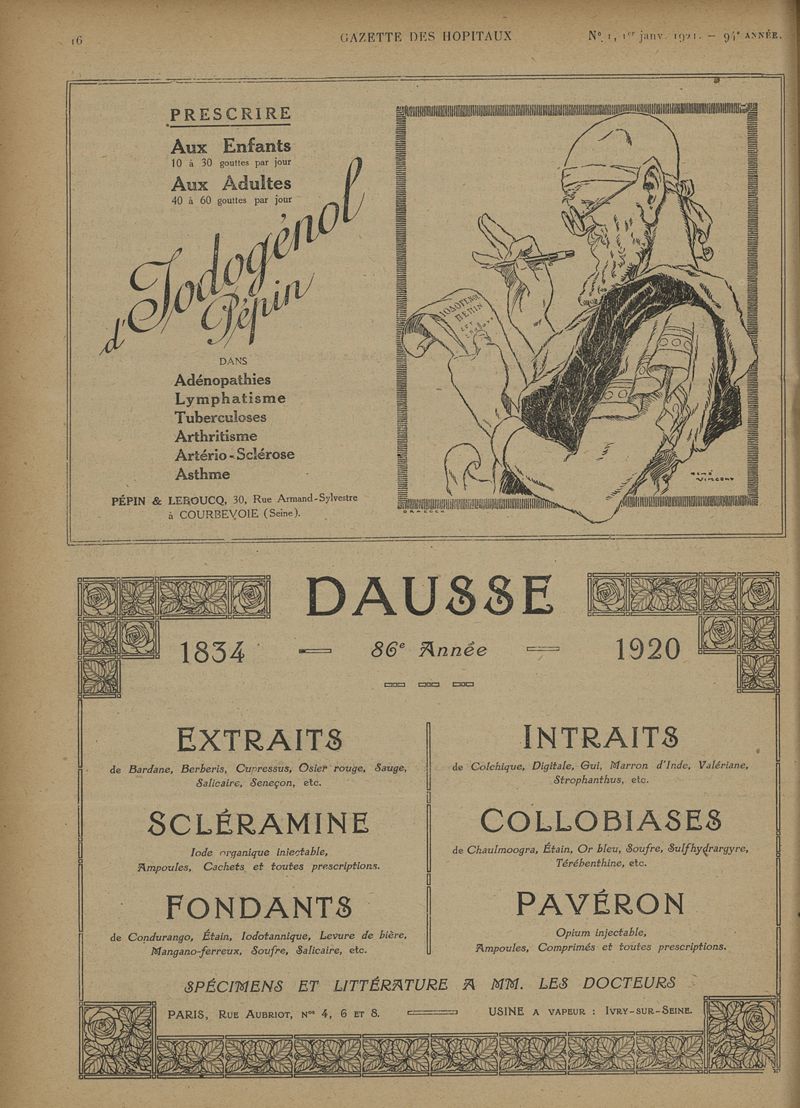 16
GAZETTE DES HOPITAUX
N° 1, 1er janv. 1921. — 94e ANNÉE.
PRESCRIRE
Aux Enfants
10 à 30 gouttes par jour
Aux Adultes
40 à 60 gouttes par jour
d'Iodogénol
Pépin
DANS
Adénopathies
Lymphatisme
Tuberculoses
Arthritisme
Artério-Sclérose
Asthme
PÉPIN & LEBOUCQ, 30, Rue Armand-Sylvestre
à COURBEVOIE (Seine).
IODOGENOL
PEPIN
RENÉ
VINCENT
DAUSSE
1834 — 86e Année — 1920
EXTRAITS
de Bardane, Berberis, Cupressus, Osier rouge, Sauge,
Salicaire, Seneçon, etc.
SCLÉRAMINE
Iode organique injectable,
Ampoules, Cachets et toutes prescriptions.
FONDANTS
de Condurango, Étain, Iodotannique, Levure de bière,
Mangano-ferreux, Soufre, Salicaire, etc.
INTRAITS
de Colchique, Digitale, Gui, Marron d'Inde, Valériane,
Strophanthus, etc.
COLLOBIASES
de Chaulmoogra, Étain, Or bleu, Soufre, Sulfhydrargyre,
Térébenthine, etc.
PAVÉRON
Opium injectable,
Ampoules, Comprimés et toutes prescriptions.
SPÉCIMENS ET LITTÉRATURE A MM. LES DOCTEURS
PARIS, RUE AUBRIOT, Nos 4, 6 ET 8. — USINE A VAPEUR : IVRY-SUR-SEINE.